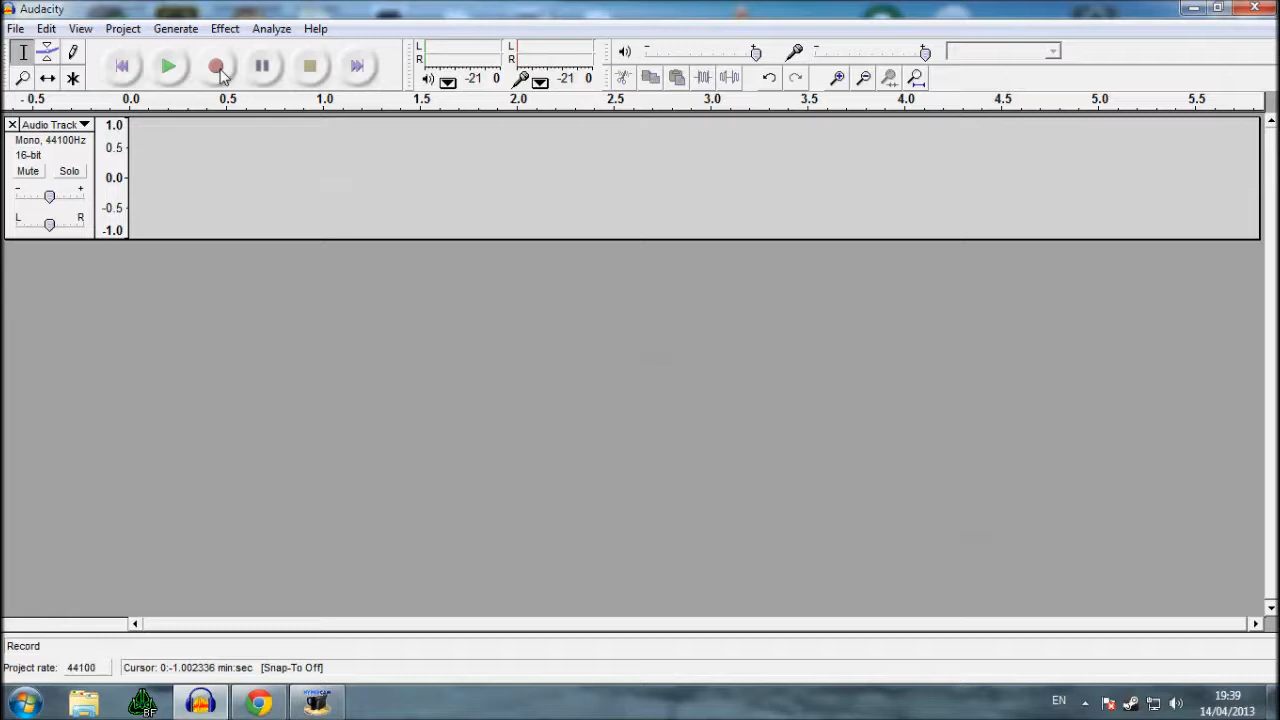 Audacity
File Edit View Project Generate Effect Analyze Help
L
R
-21 0
L
R
-21 0
- 0.5 0.0 0.5 1.0 1.5 2.0 2.5 3.0 3.5 4.0 4.5 5.0 5.5
Audio Track
Mono, 44100Hz
16-bit
Mute Solo
- +
L R
1.0
0.5
0.0
-0.5
-1.0
Record
Project rate: 44100 Cursor: 0:-1.002336 min:sec [Snap-To Off]
BF
HYPERCAM
EN
19:39
14/04/2013